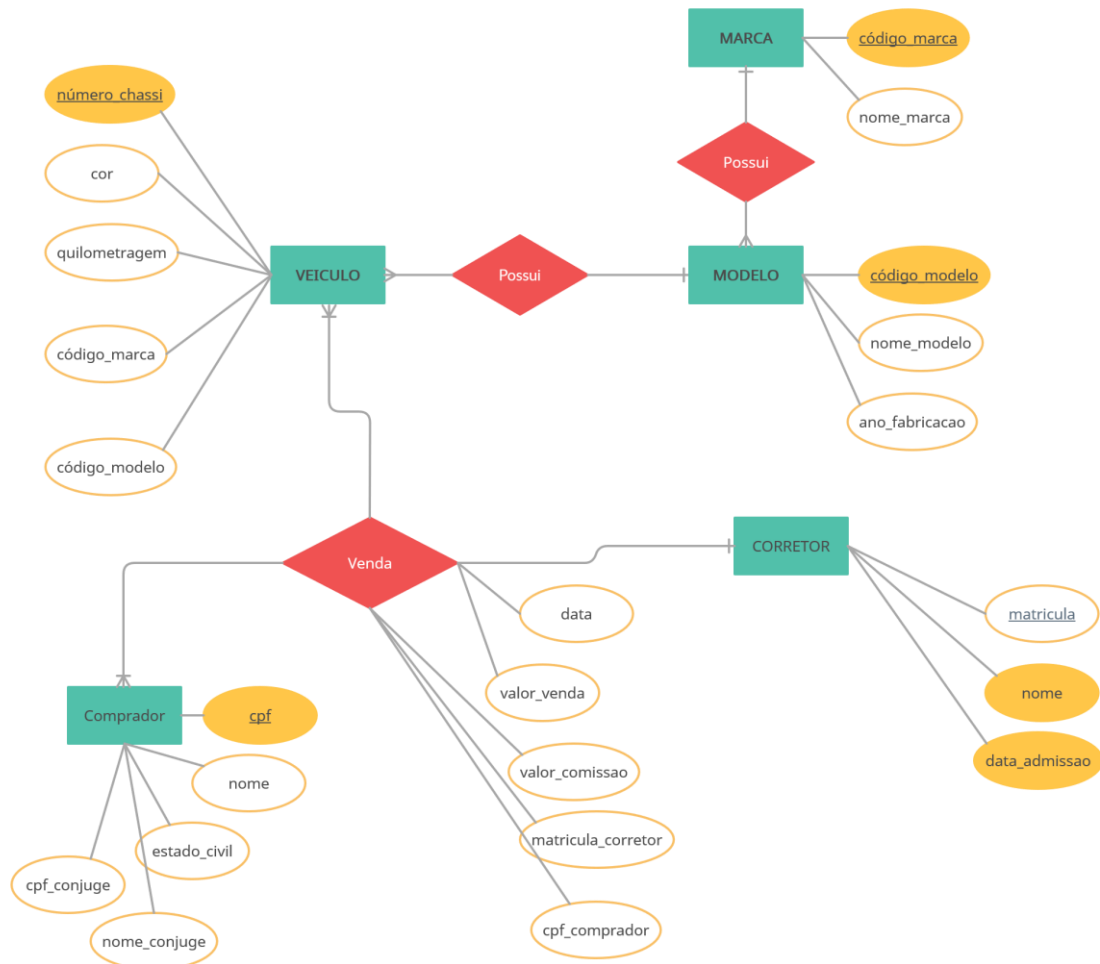 MARCA
código_marca
nome_marca
Possui
número_chassi
cor
quilometragem
código_marca
código_modelo
VEICULO
Possui
MODELO
código_modelo
nome_modelo
ano_fabricacao
Venda
data
valor_venda
valor_comissao
matricula_corretor
cpf_comprador
CORRETOR
matricula
nome
data_admissao
Comprador
cpf
nome
estado_civil
cpf_conjuge
nome_conjuge